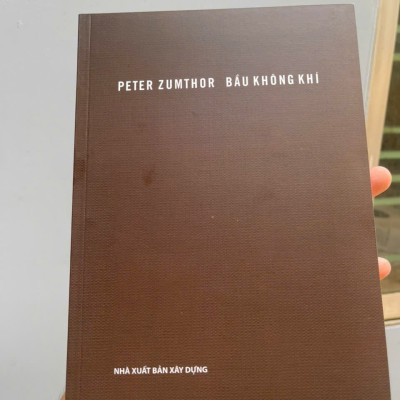 PETER ZUMTHOR BẦU KHÔNG KHÍ
NHÀ XUẤT BẢN XÂY DỰNG